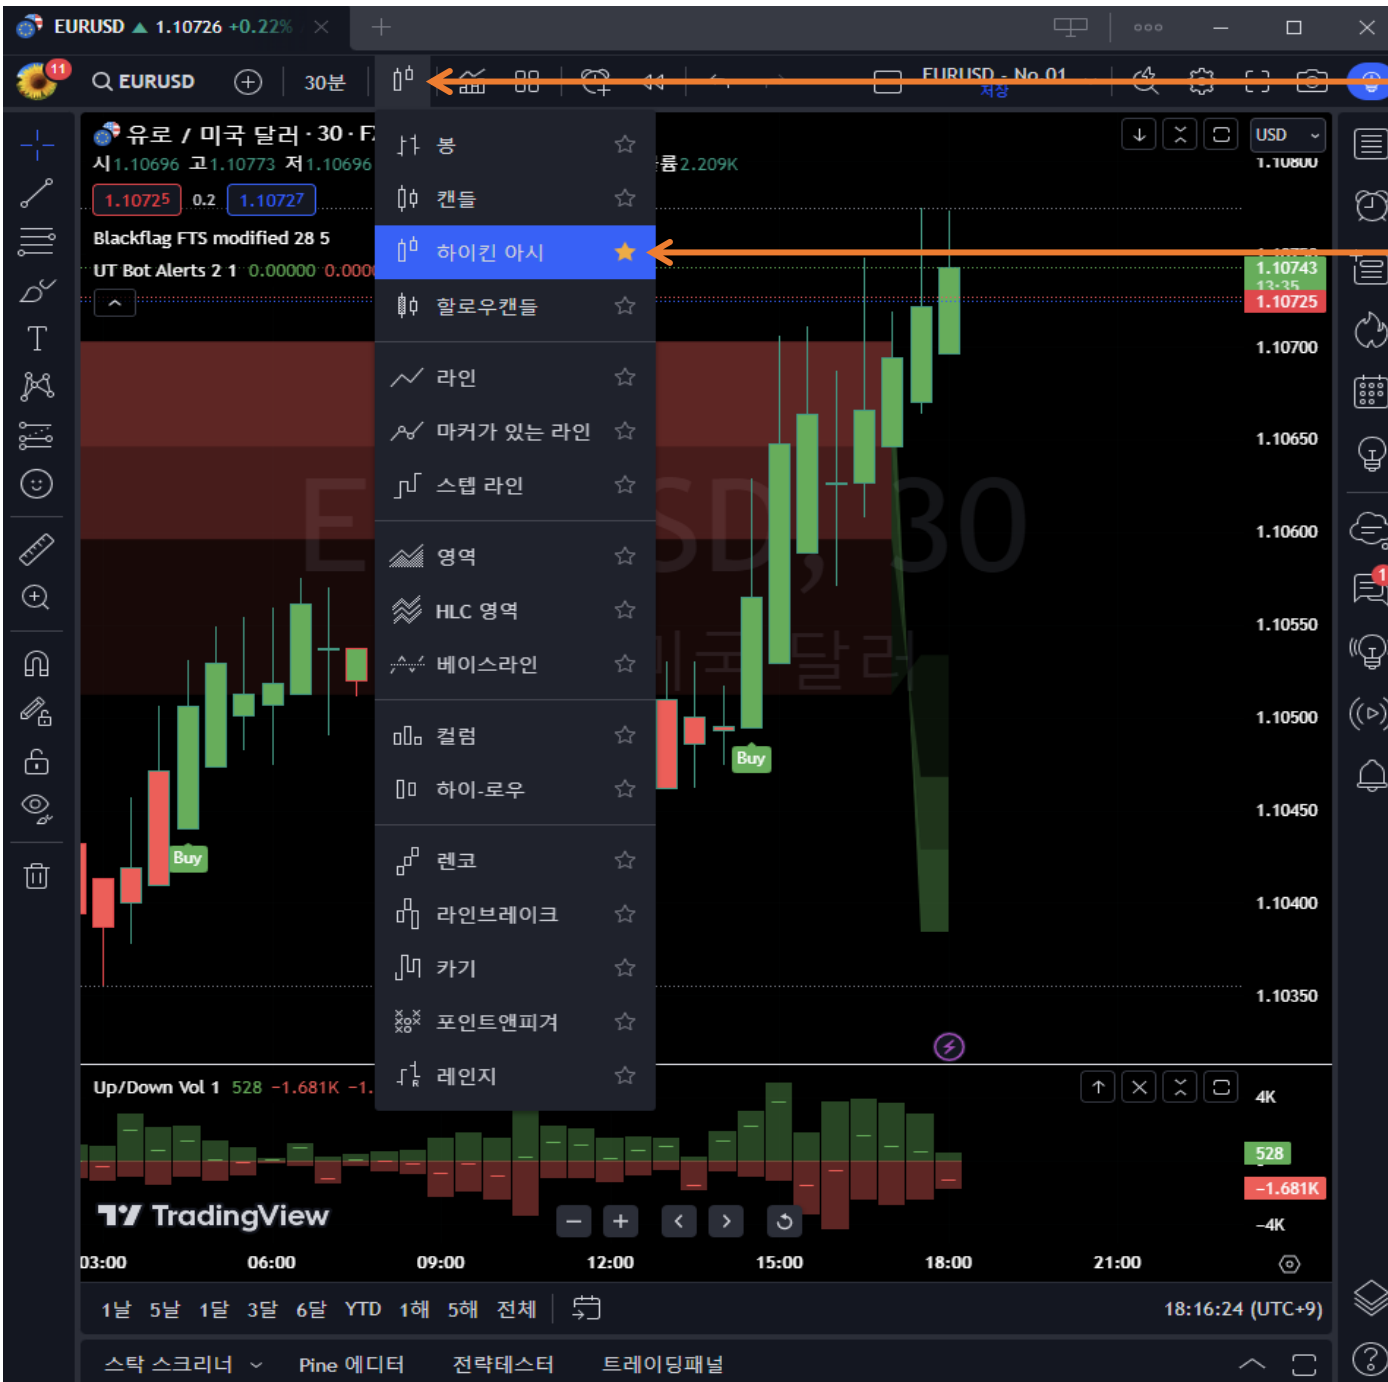 EURUSD ▲ 1.10726 +0.22%
11
EURUSD
30분
EURUSD - No.01
저장
유로 / 미국 달러 · 30 ·
USD
시1.10696 고1.10773 저1.10696
륨2.209K
1.10725 0.2 1.10727
Blackflag FTS modified 28 5
UT Bot Alerts 2 1 0.00000
봉
캔들
하이킨 아시
할로우캔들
라인
마커가 있는 라인
스텝 라인
영역
HLC 영역
베이스라인
컬럼
하이-로우
렌코
라인브레이크
카기
포인트앤피겨
레인지
1.10800
1.10743
13:35
1.10725
1.10700
1.10650
1.10600
1.10550
1.10500
1.10450
1.10400
1.10350
30
미국 달러
Buy
Buy
Up/Down Vol 1 528 −1.681K
4K
528
−1.681K
−4K
TradingView
03:00 06:00 09:00 12:00 15:00 18:00 21:00
1날 5날 1달 3달 6달 YTD 1해 5해 전체
18:16:24 (UTC+9)
스탁 스크리너 Pine 에디터 전략테스터 트레이딩패널